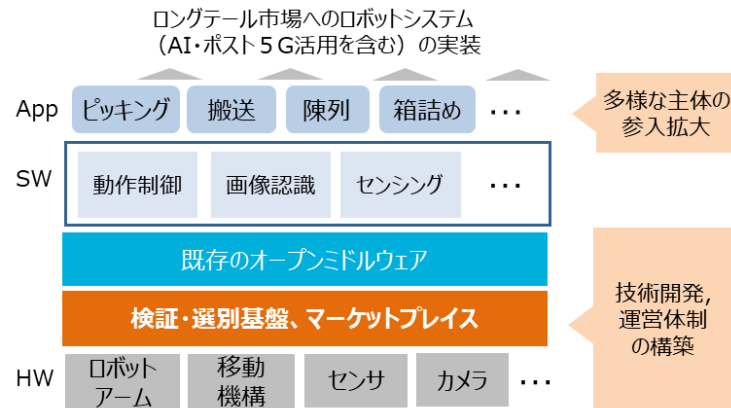 ロングテール市場へのロボットシステム
（AI・ポスト５G活用を含む）の実装
App
ピッキング
搬送
陳列
箱詰め
･･･
多様な主体の
参入拡大
SW
動作制御
画像認識
センシング
･･･
既存のオープンミドルウェア
検証・選別基盤、マーケットプレイス
技術開発,
運営体制
の構築
HW
ロボット
アーム
移動
機構
センサ
カメラ
･･･